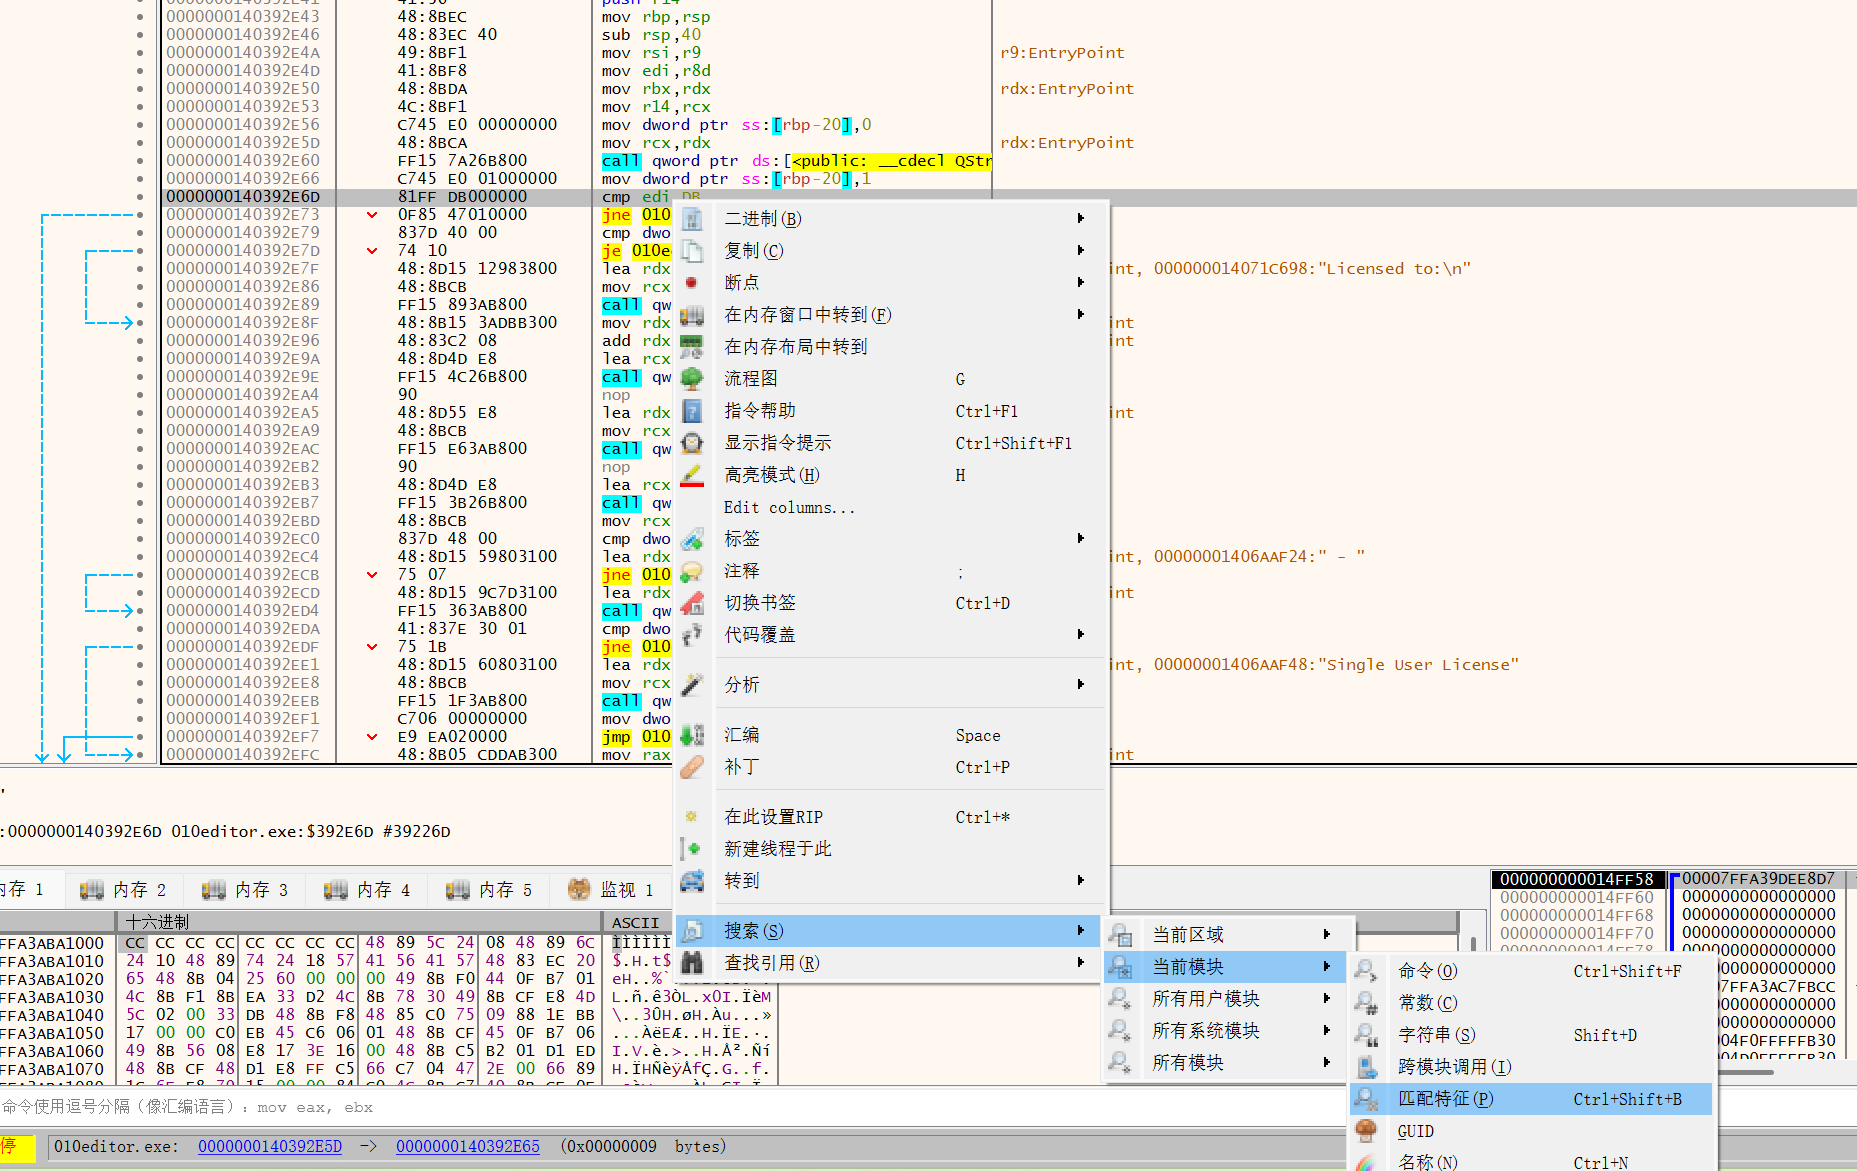 0000000140392E43 48:8BEC mov rbp,rsp
0000000140392E46 48:83EC 40 sub rsp,40
0000000140392E4A 49:8BF1 mov rsi,r9 r9:EntryPoint
0000000140392E4D 41:8BF8 mov edi,r8d
0000000140392E50 48:8BDA mov rbx,rdx rdx:EntryPoint
0000000140392E53 4C:8BF1 mov r14,rcx
0000000140392E56 C745 E0 00000000 mov dword ptr ss:[rbp-20],0
0000000140392E5D 48:8BCA mov rcx,rdx rdx:EntryPoint
0000000140392E60 FF15 7A26B800 call qword ptr ds:[<public: __cdecl QStr
0000000140392E66 C745 E0 01000000 mov dword ptr ss:[rbp-20],1
0000000140392E6D 81FF DB000000 cmp edi DB
0000000140392E73 0F85 47010000 jne 010
0000000140392E79 837D 40 00 cmp dwo
0000000140392E7D 74 10 je 010e
0000000140392E7F 48:8D15 12983800 lea rdx int, 000000014071C698:"Licensed to:\n"
0000000140392E86 48:8BCB mov rcx
0000000140392E89 FF15 893AB800 call qw
0000000140392E8F 48:8B15 3ADBB300 mov rdx int
0000000140392E96 48:83C2 08 add rdx int
0000000140392E9A 48:8D4D E8 lea rcx
0000000140392E9E FF15 4C26B800 call qw
0000000140392EA4 90 nop
0000000140392EA5 48:8D55 E8 lea rdx int
0000000140392EA9 48:8BCB mov rcx
0000000140392EAC FF15 E63AB800 call qw
0000000140392EB2 90 nop
0000000140392EB3 48:8D4D E8 lea rcx
0000000140392EB7 FF15 3B26B800 call qw
0000000140392EBD 48:8BCB mov rcx
0000000140392EC0 837D 48 00 cmp dwo
0000000140392EC4 48:8D15 59803100 lea rdx int, 00000001406AAF24:" - "
0000000140392ECB 75 07 jne 010
0000000140392ECD 48:8D15 9C7D3100 lea rdx int
0000000140392ED4 FF15 363AB800 call qw
0000000140392EDA 41:837E 30 01 cmp dwo
0000000140392EDF 75 1B jne 010
0000000140392EE1 48:8D15 60803100 lea rdx int, 00000001406AAF48:"Single User License"
0000000140392EE8 48:8BCB mov rcx
0000000140392EEB FF15 1F3AB800 call qw
0000000140392EF1 C706 00000000 mov dwo
0000000140392EF7 E9 EA020000 jmp 010
0000000140392EFC 48:8B05 CDDAB300 mov rax int
二进制(B)
复制(C)
断点
在内存窗口中转到(F)
在内存布局中转到
流程图 G
指令帮助 Ctrl+F1
显示指令提示 Ctrl+Shift+F1
高亮模式(H) H
Edit columns...
标签
注释 ;
切换书签 Ctrl+D
代码覆盖
分析
汇编 Space
补丁 Ctrl+P
在此设置RIP Ctrl+*
新建线程于此
转到
搜索(S)
查找引用(R)
当前区域
当前模块
所有用户模块
所有系统模块
所有模块
命令(O) Ctrl+Shift+F
常数(C)
字符串(S) Shift+D
跨模块调用(I)
匹配特征(P) Ctrl+Shift+B
GUID
名称(N) Ctrl+N
:0000000140392E6D 010editor.exe:$392E6D #39226D
内存 1 内存 2 内存 3 内存 4 内存 5 监视 1
十六进制 ASCII
FFA3ABA1000 CC CC CC CC CC CC CC CC 48 89 5C 24 08 48 89 6C
FFA3ABA1010 24 10 48 89 74 24 18 57 41 56 41 57 48 83 EC 20 $.H.t$
FFA3ABA1020 65 48 8B 04 25 60 00 00 00 49 8B F0 44 0F B7 01 eH..%`
FFA3ABA1030 4C 8B F1 8B EA 33 D2 4C 8B 78 30 49 8B CF E8 4D L.ñ.ê3ÒL.x0I.ÏèM
FFA3ABA1040 5C 02 00 33 DB 48 8B F8 48 85 C0 75 09 88 1E BB \..3ÛH.øH.Àu...»
FFA3ABA1050 17 00 00 C0 EB 45 C6 06 01 48 8B CF 45 0F B7 06 ...ÀëEÆ..H.ÏE.·.
FFA3ABA1060 49 8B 56 08 E8 17 3E 16 00 48 8B C5 B2 01 D1 ED I.V.è.>..H.Å².Ñí
FFA3ABA1070 48 8B CF 48 D1 E8 FF C5 66 C7 04 47 2E 00 66 89 H.ÏHÑèÿÅfÇ.G..f.
000000000014FF58 00007FFA39DEE8D7
000000000014FF60 0000000000000000
000000000014FF68 0000000000000000
000000000014FF70 0000000000000000
7FFA3AC7FBCC
000000000000
000000000000
04F0FFFFFB30
命令使用逗号分隔（像汇编语言）：mov eax, ebx
停 010editor.exe: 0000000140392E5D -> 0000000140392E65 (0x00000009 bytes)